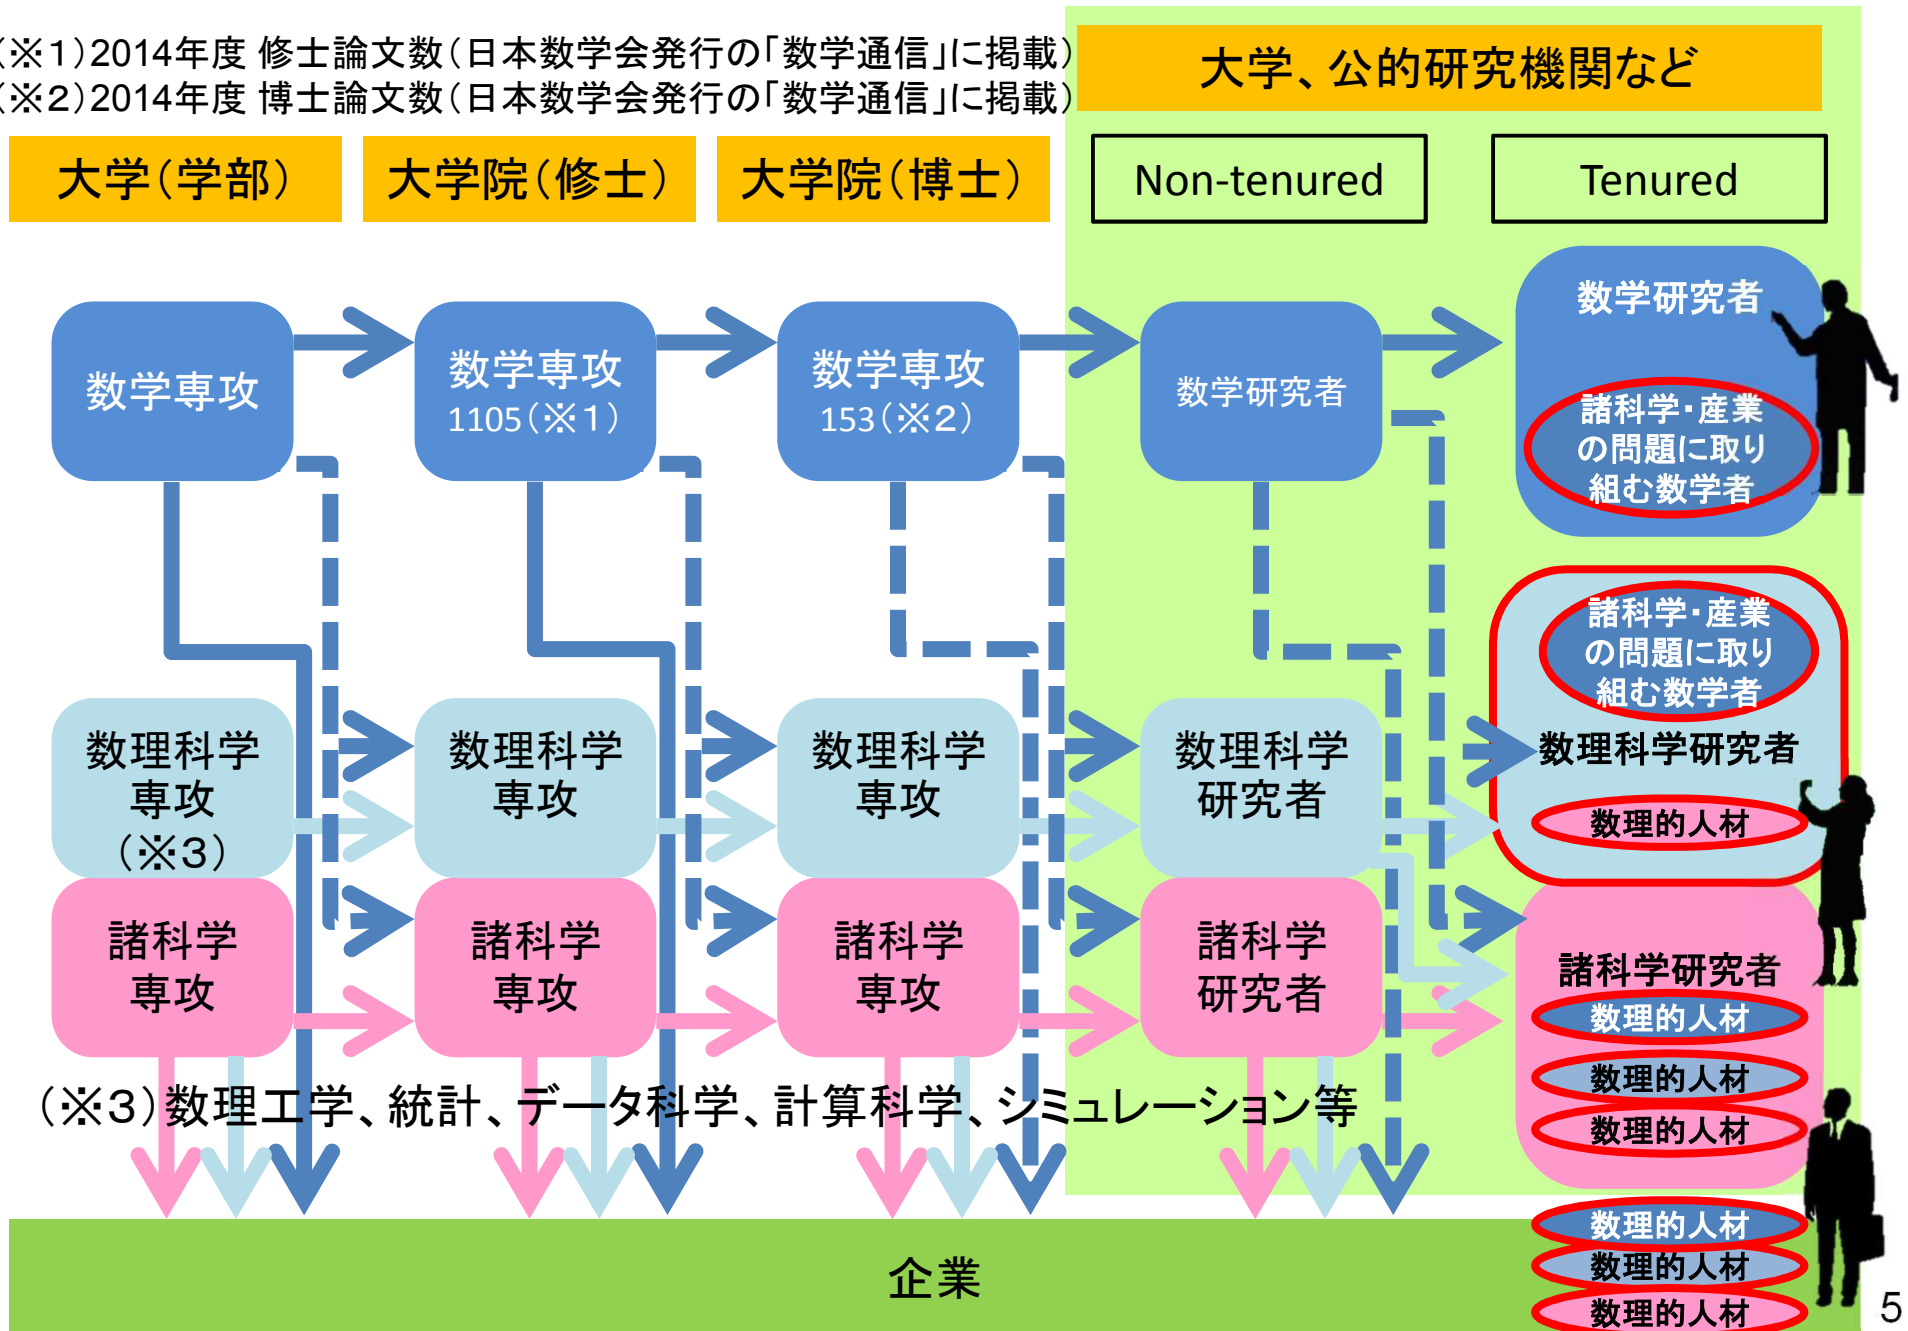 (※1)2014年度 修士論文数(日本数学会発行の「数学通信」に掲載)
(※2)2014年度 博士論文数(日本数学会発行の「数学通信」に掲載)
大学、公的研究機関など
大学(学部)
大学院(修士)
大学院(博士)
Non-tenured
Tenured
数学専攻
数学専攻
1105(※1)
数学専攻
153(※2)
数学研究者
数学研究者
諸科学・産業
の問題に取り
組む数学者
数理科学
専攻
(※3)
数理科学
専攻
数理科学
専攻
数理科学
研究者
諸科学・産業
の問題に取り
組む数学者
数理科学研究者
数理的人材
諸科学
専攻
諸科学
専攻
諸科学
専攻
諸科学
研究者
諸科学研究者
数理的人材
数理的人材
数理的人材
(※3)数理工学、統計、データ科学、計算科学、シミュレーション等
企業
数理的人材
数理的人材
数理的人材
5